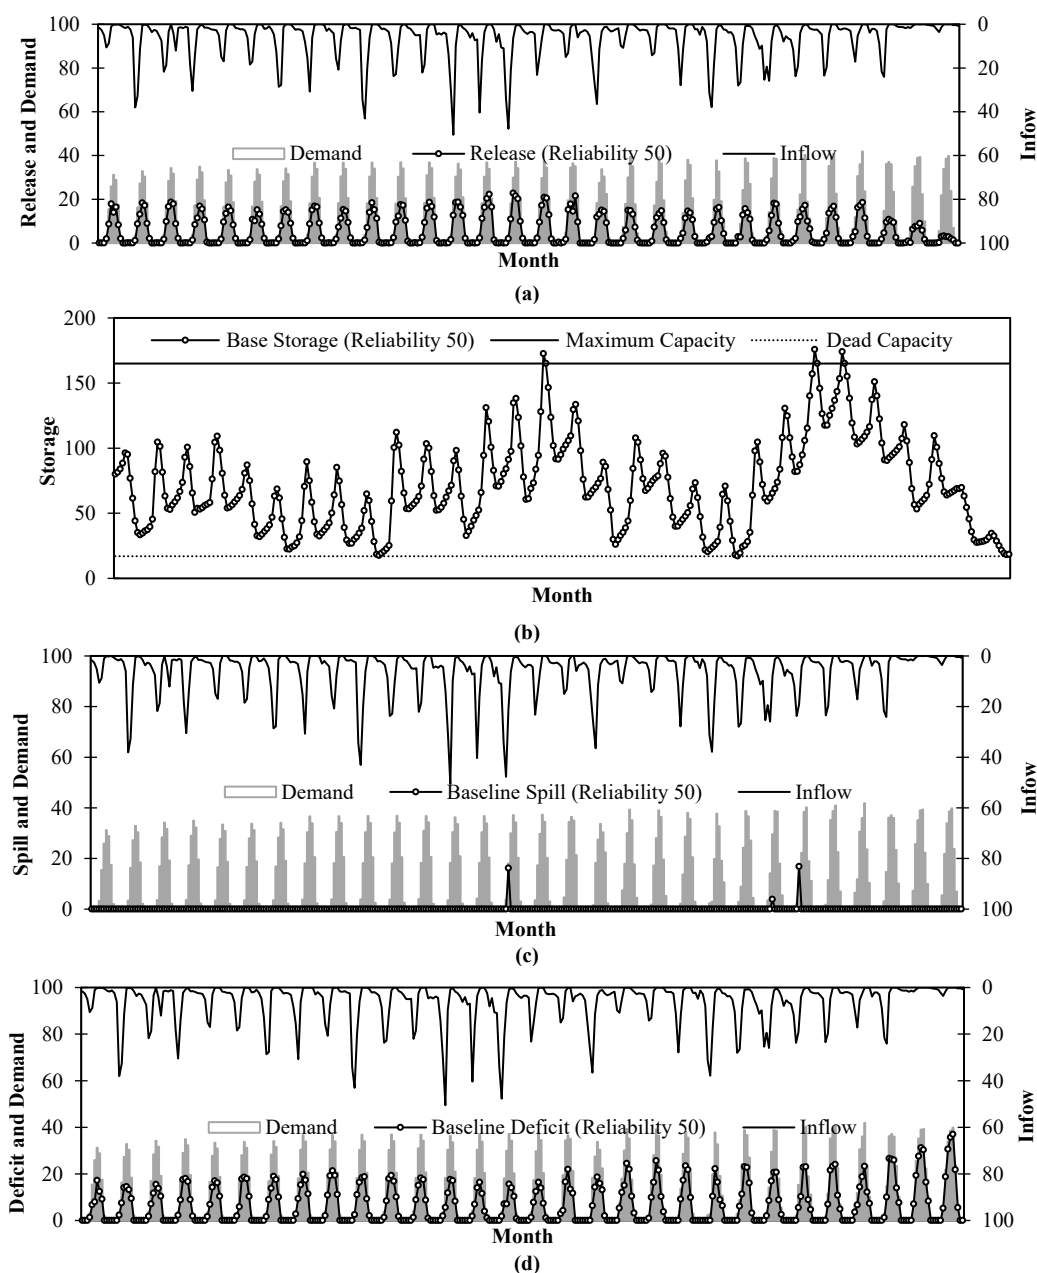 100 0
80 20
60 40
Demand Release (Reliability 50) Inflow
40 60
20 80
0 100
Release and Demand
Infow
Month
(a)
200
Base Storage (Reliability 50) Maximum Capacity Dead Capacity
150
100
50
0
Storage
Month
(b)
100 0
80 20
60 40
Demand Baseline Spill (Reliability 50) Inflow
40 60
20 80
0 100
Spill and Demand
Infow
Month
(c)
100 0
80 20
60 40
Demand Baseline Deficit (Reliability 50) Inflow
40 60
20 80
0 100
Deficit and Demand
Infow
Month
(d)